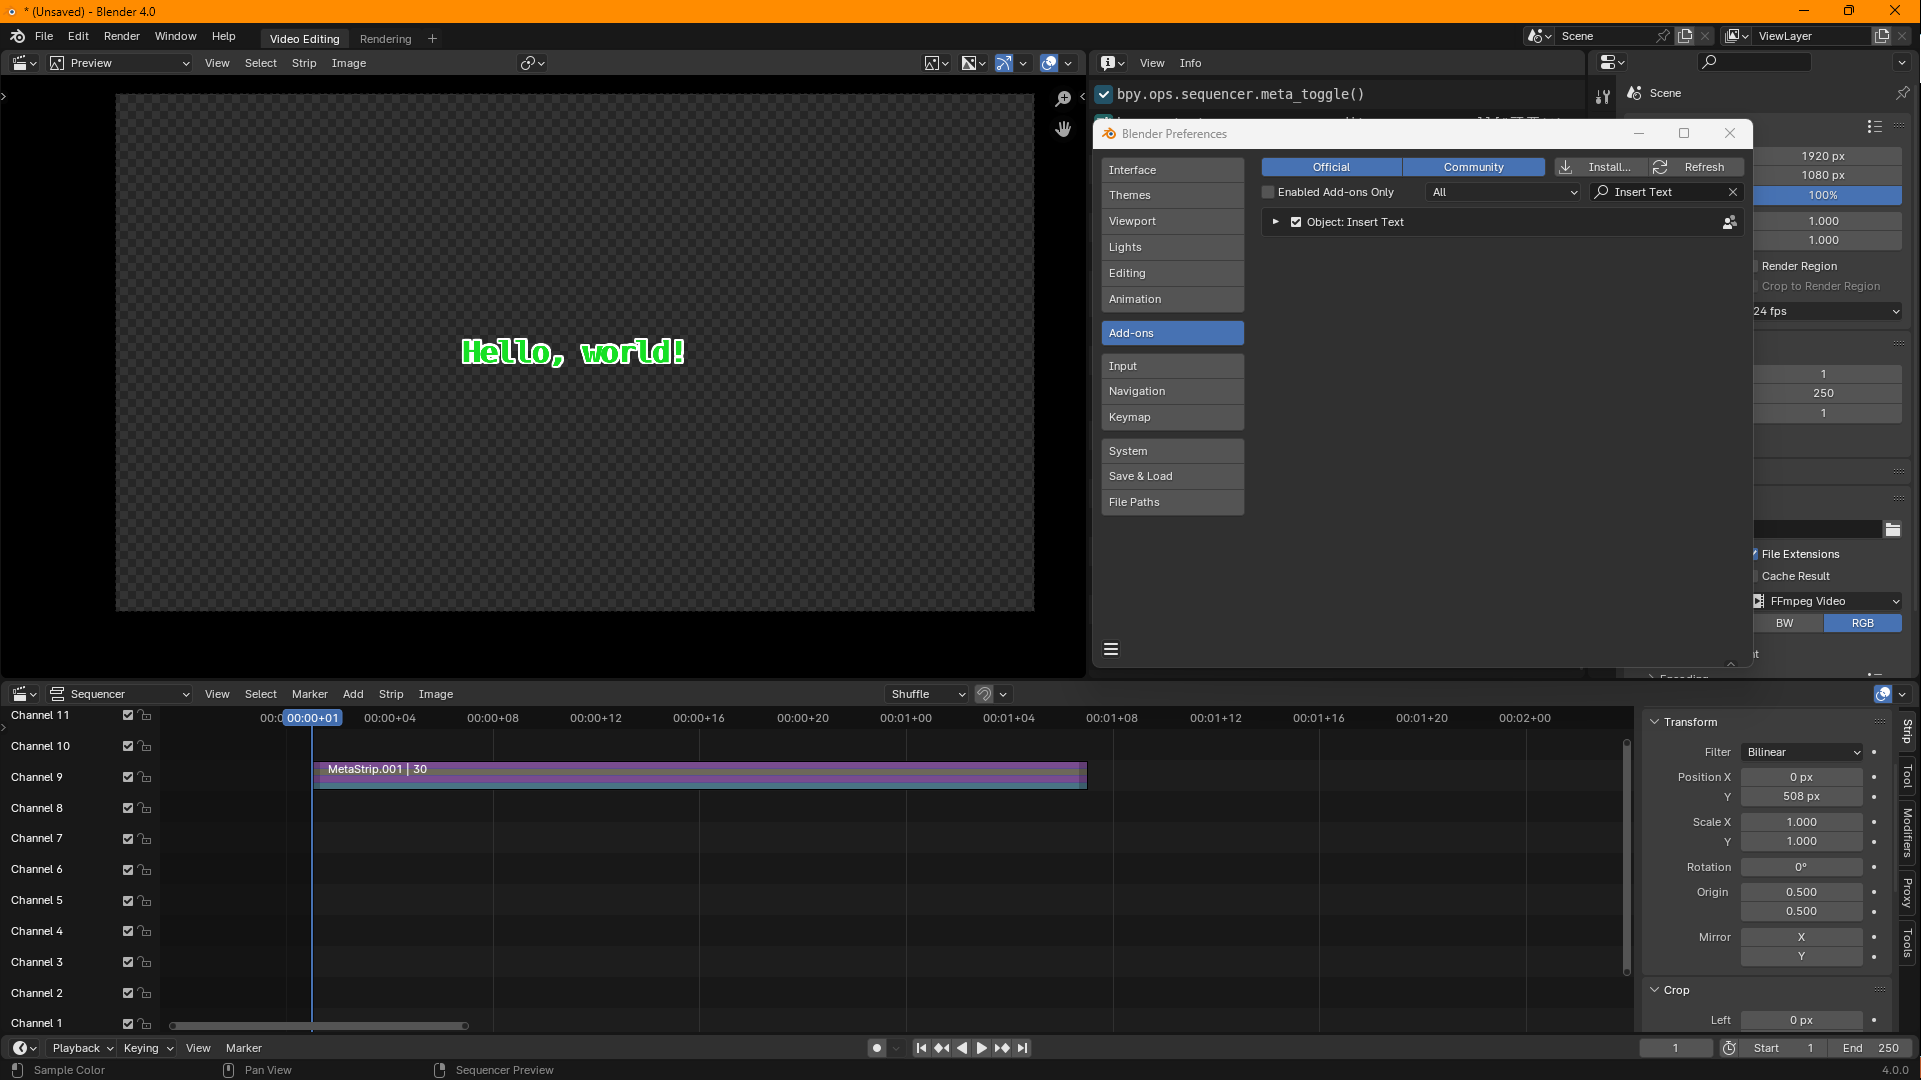 * (Unsaved) - Blender 4.0
File Edit Render Window Help Video Editing Rendering + Scene ViewLayer
Preview View Select Strip Image
View Info
bpy.ops.sequencer.meta_toggle()
Scene
Hello, world!
Blender Preferences
Interface
Themes
Viewport
Lights
Editing
Animation
Add-ons
Input
Navigation
Keymap
System
Save & Load
File Paths
Official Community Install... Refresh
Enabled Add-ons Only All Insert Text
Object: Insert Text
1920 px
1080 px
100%
1.000
1.000
Render Region
Crop to Render Region
24 fps
1
250
1
File Extensions
Cache Result
FFmpeg Video
BW RGB
Sequencer View Select Marker Add Strip Image Shuffle
00:00+01 00:00+04 00:00+08 00:00+12 00:00+16 00:00+20 00:01+00 00:01+04 00:01+08 00:01+12 00:01+16 00:01+20 00:02+00
Channel 11
Channel 10
Channel 9
Channel 8
Channel 7
Channel 6
Channel 5
Channel 4
Channel 3
Channel 2
Channel 1
MetaStrip.001 | 30
Transform
Filter Bilinear
Position X 0 px
Y 508 px
Scale X 1.000
Y 1.000
Rotation 0°
Origin 0.500
0.500
Mirror X
Y
Crop
Left 0 px
Strip
Tool
Modifiers
Proxy
Tools
Playback Keying View Marker 1 Start 1 End 250
Sample Color Pan View Sequencer Preview 4.0.0